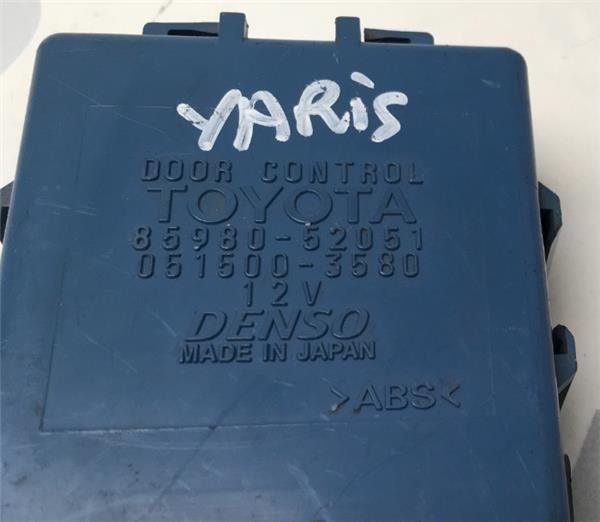 YARiS
DOOR CONTROL
TOYOTA
85980-52051
051500-3580
12V
DENSO
MADE IN JAPAN
>ABS<